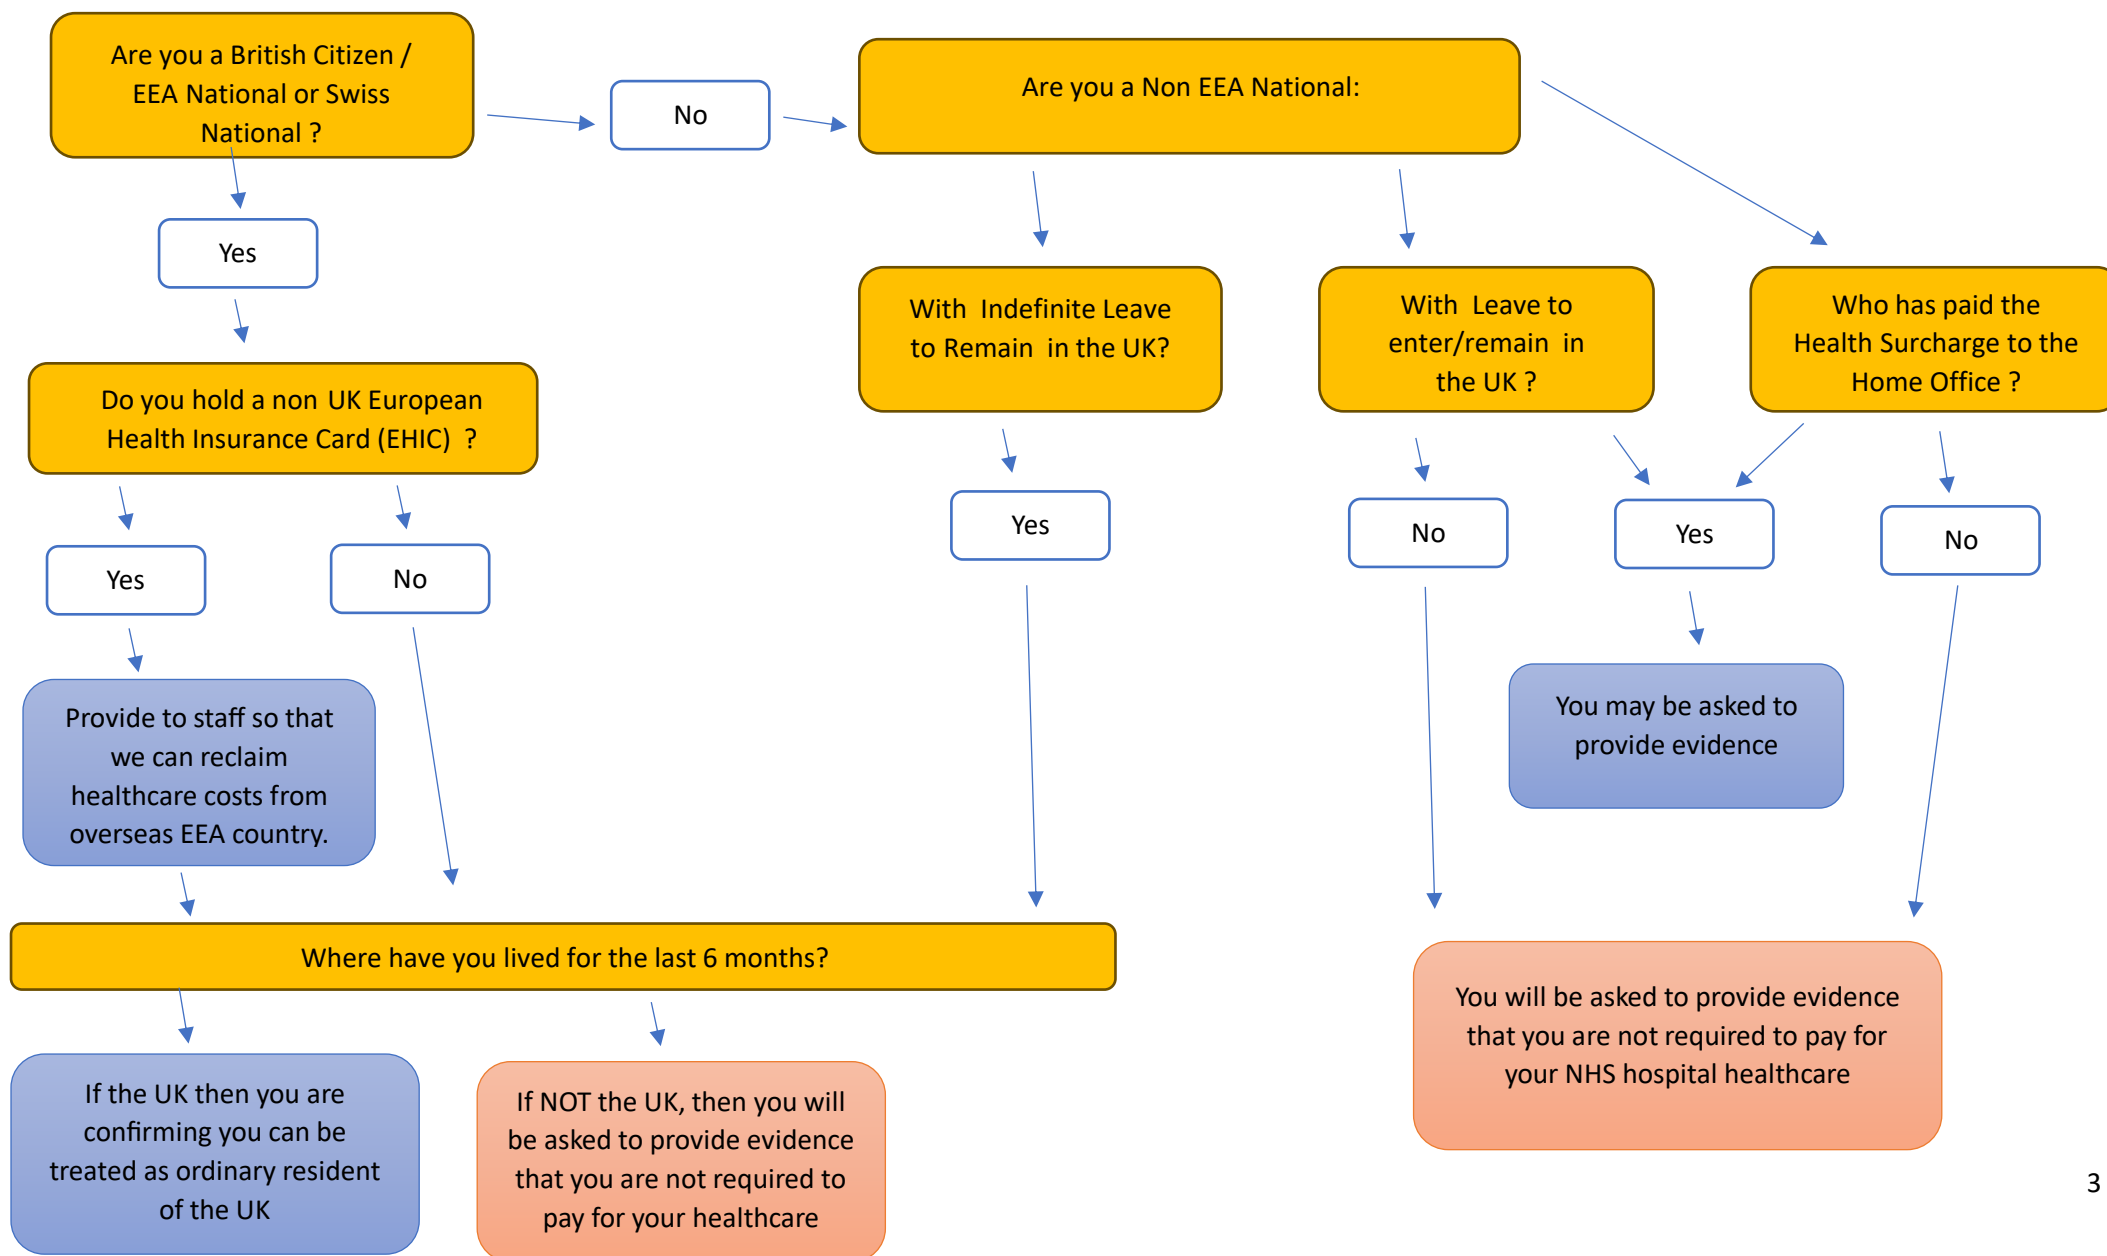 Are you a British Citizen /
EEA National or Swiss
National ?
No
Are you a Non EEA National:
Yes
With Indefinite Leave
to Remain in the UK?
With Leave to
enter/remain in
the UK ?
Who has paid the
Health Surcharge to the
Home Office ?
Do you hold a non UK European
Health Insurance Card (EHIC) ?
Yes
No
Yes
No
Yes
No
Provide to staff so that
we can reclaim
healthcare costs from
overseas EEA country.
You may be asked to
provide evidence
Where have you lived for the last 6 months?
You will be asked to provide evidence
that you are not required to pay for
your NHS hospital healthcare
If the UK then you are
confirming you can be
treated as ordinary resident
of the UK
If NOT the UK, then you will
be asked to provide evidence
that you are not required to
pay for your healthcare
3